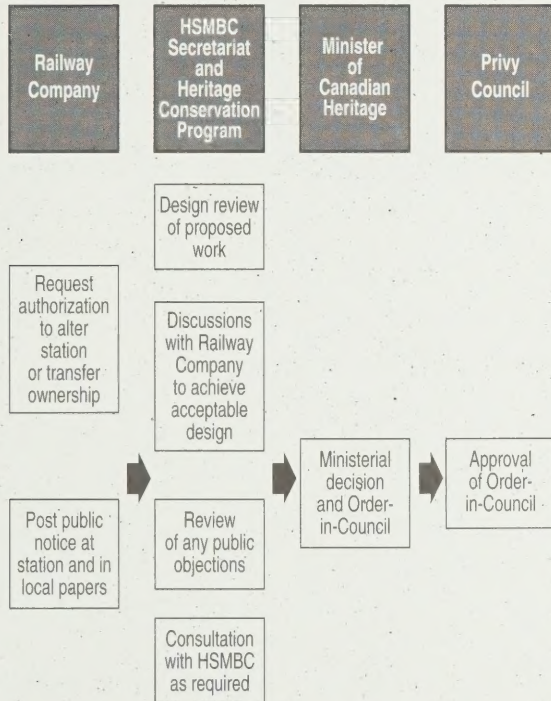 Railway
Company
HSMBC
Secretariat
and
Heritage
Conservation
Program
Minister
of
Canadian
Heritage
Privy
Council
Request
authorization
to alter
station
or transfer
ownership
Post public
notice at
station and in
local papers
Design review
of proposed
work
Discussions
with Railway
Company
to achieve
acceptable
design
Review
of any public
objections
Consultation
with HSMBC
as required
Ministerial
decision
and Order-
in-Council
Approval
of Order-
in-Council